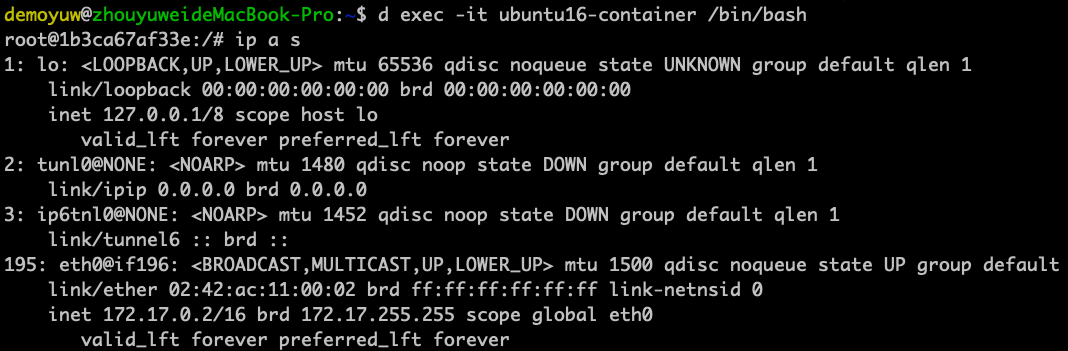 demoyuw@zhouyuweideMacBook-Pro:~$ d exec -it ubuntu16-container /bin/bash
root@1b3ca67af33e:/# ip a s
1: lo: <LOOPBACK,UP,LOWER_UP> mtu 65536 qdisc noqueue state UNKNOWN group default qlen 1
    link/loopback 00:00:00:00:00:00 brd 00:00:00:00:00:00
    inet 127.0.0.1/8 scope host lo
       valid_lft forever preferred_lft forever
2: tunl0@NONE: <NOARP> mtu 1480 qdisc noop state DOWN group default qlen 1
    link/ipip 0.0.0.0 brd 0.0.0.0
3: ip6tnl0@NONE: <NOARP> mtu 1452 qdisc noop state DOWN group default qlen 1
    link/tunnel6 :: brd ::
195: eth0@if196: <BROADCAST,MULTICAST,UP,LOWER_UP> mtu 1500 qdisc noqueue state UP group default
    link/ether 02:42:ac:11:00:02 brd ff:ff:ff:ff:ff:ff link-netnsid 0
    inet 172.17.0.2/16 brd 172.17.255.255 scope global eth0
       valid_lft forever preferred_lft forever